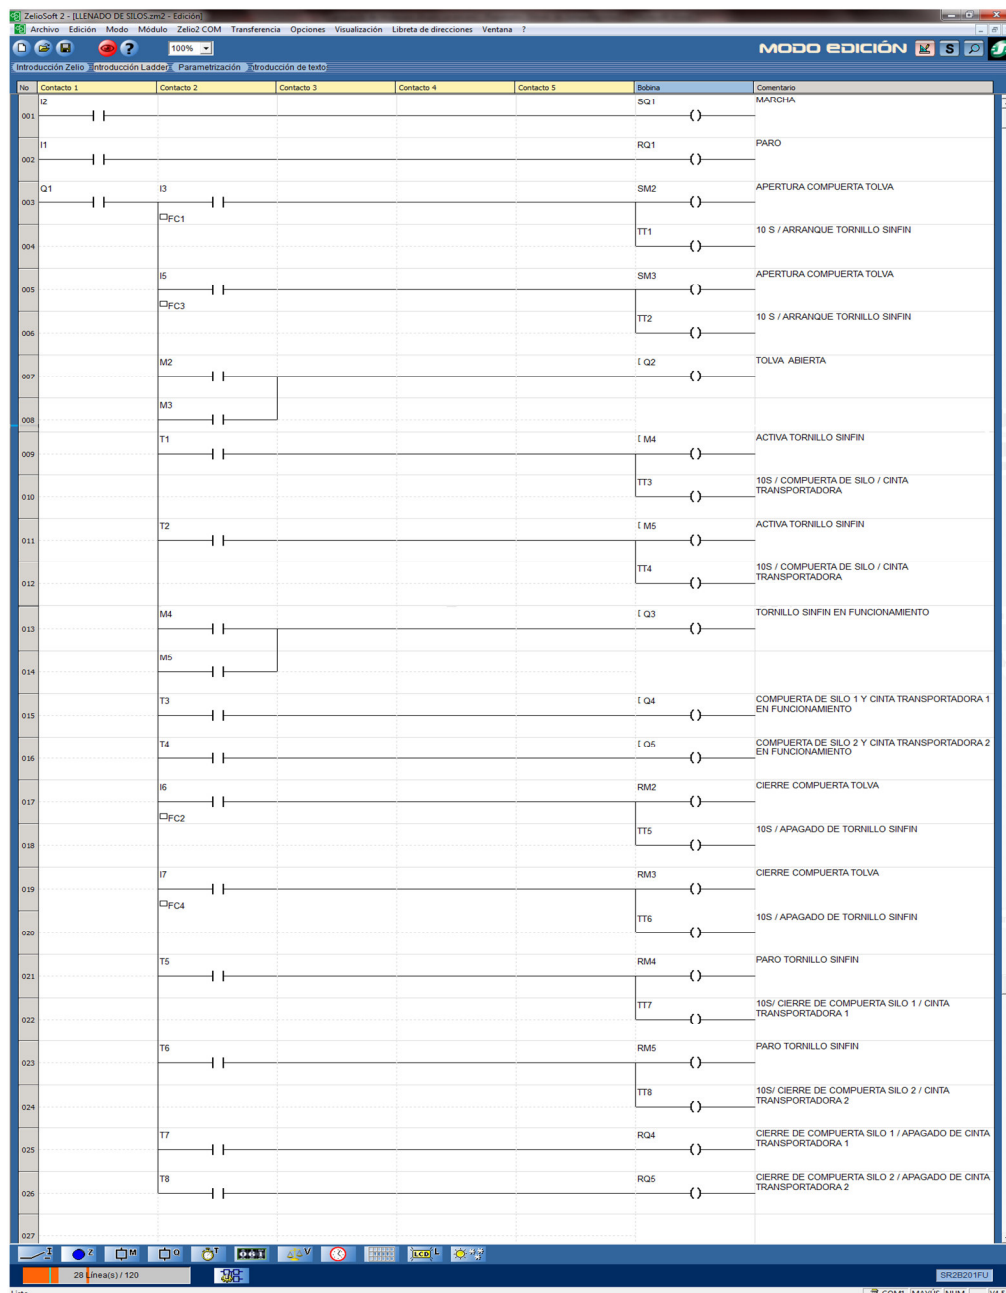 ZelioSoft 2 - [LLENADO DE SILOS.zm2 - Edición]
Archivo Edición Modo Módulo Zelio2 COM Transferencia Opciones Visualización Libreta de direcciones Ventana ?
100% MODO EDICIÓN S
Introducción Zelio Introducción Ladder Parametrización ntroducción de texto
No Contacto 1 Contacto 2 Contacto 3 Contacto 4 Contacto 5 Bobina Comentario
001 I2 SQ1 MARCHA
002 I1 RQ1 PARO
003 Q1 I3 SM2 APERTURA COMPUERTA TOLVA
FC1
004 TT1 10 S / ARRANQUE TORNILLO SINFIN
005 I5 SM3 APERTURA COMPUERTA TOLVA
FC3
006 TT2 10 S / ARRANQUE TORNILLO SINFIN
007 M2 [ Q2 TOLVA ABIERTA
008 M3
009 T1 [ M4 ACTIVA TORNILLO SINFIN
010 TT3 10S / COMPUERTA DE SILO / CINTA
TRANSPORTADORA
011 T2 [ M5 ACTIVA TORNILLO SINFIN
012 TT4 10S / COMPUERTA DE SILO / CINTA
TRANSPORTADORA
013 M4 [ Q3 TORNILLO SINFIN EN FUNCIONAMIENTO
014 M5
015 T3 [ Q4 COMPUERTA DE SILO 1 Y CINTA TRANSPORTADORA 1
EN FUNCIONAMIENTO
016 T4 [ Q5 COMPUERTA DE SILO 2 Y CINTA TRANSPORTADORA 2
EN FUNCIONAMIENTO
017 I6 RM2 CIERRE COMPUERTA TOLVA
FC2
018 TT5 10S / APAGADO DE TORNILLO SINFIN
019 I7 RM3 CIERRE COMPUERTA TOLVA
FC4
020 TT6 10S / APAGADO DE TORNILLO SINFIN
021 T5 RM4 PARO TORNILLO SINFIN
022 TT7 10S/ CIERRE DE COMPUERTA SILO 1 / CINTA
TRANSPORTADORA 1
023 T6 RM5 PARO TORNILLO SINFIN
024 TT8 10S/ CIERRE DE COMPUERTA SILO 2 / CINTA
TRANSPORTADORA 2
025 T7 RQ4 CIERRE DE COMPUERTA SILO 1 / APAGADO DE CINTA
TRANSPORTADORA 1
026 T8 RQ5 CIERRE DE COMPUERTA SILO 2 / APAGADO DE CINTA
TRANSPORTADORA 2
027
I Z M O T V LCD L
28 Línea(s) / 120 SR2B201FU